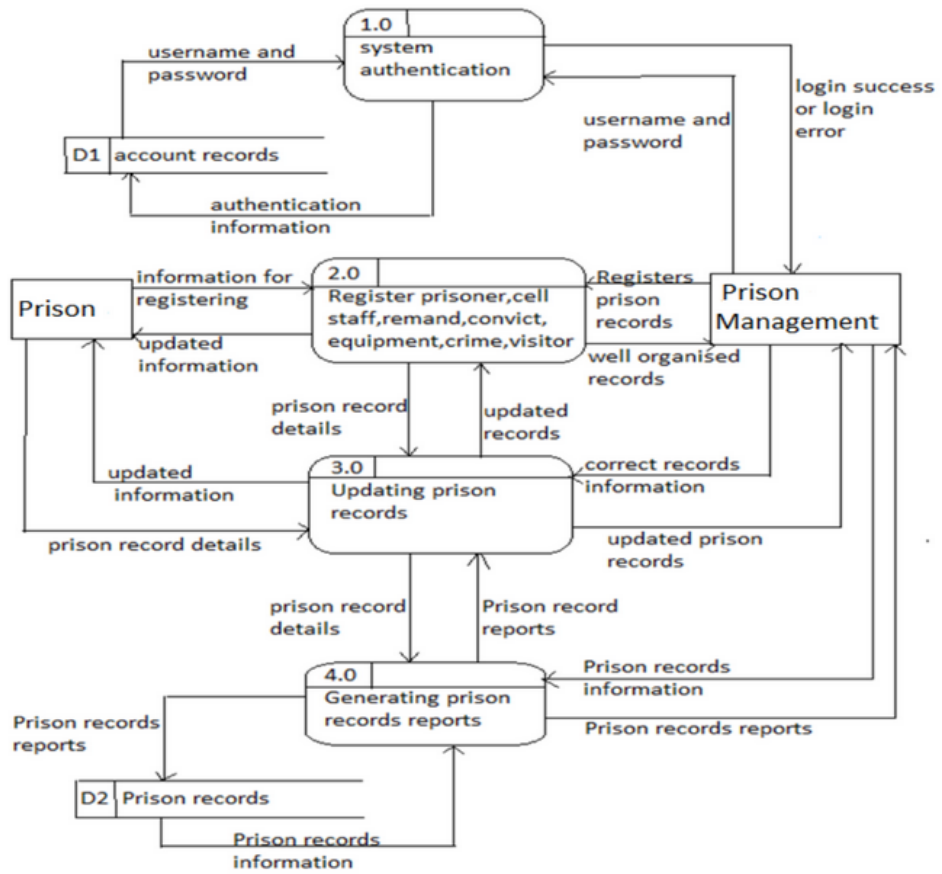 1.0
system
authentication
username and
password
login success
or login
error
username and
password
D1 account records
authentication
information
2.0
Register prisoner,cell
staff,remand,convict,
equipment,crime,visitor
information for
registering
Prison
updated
information
Registers
prison
records
Prison
Management
well organised
records
prison record
details
updated
records
3.0
Updating prison
records
updated
information
correct records
information
prison record details
updated prison
records
prison record
details
Prison record
reports
4.0
Generating prison
records reports
Prison records
information
Prison records reports
Prison records
reports
D2 Prison records
Prison records
information